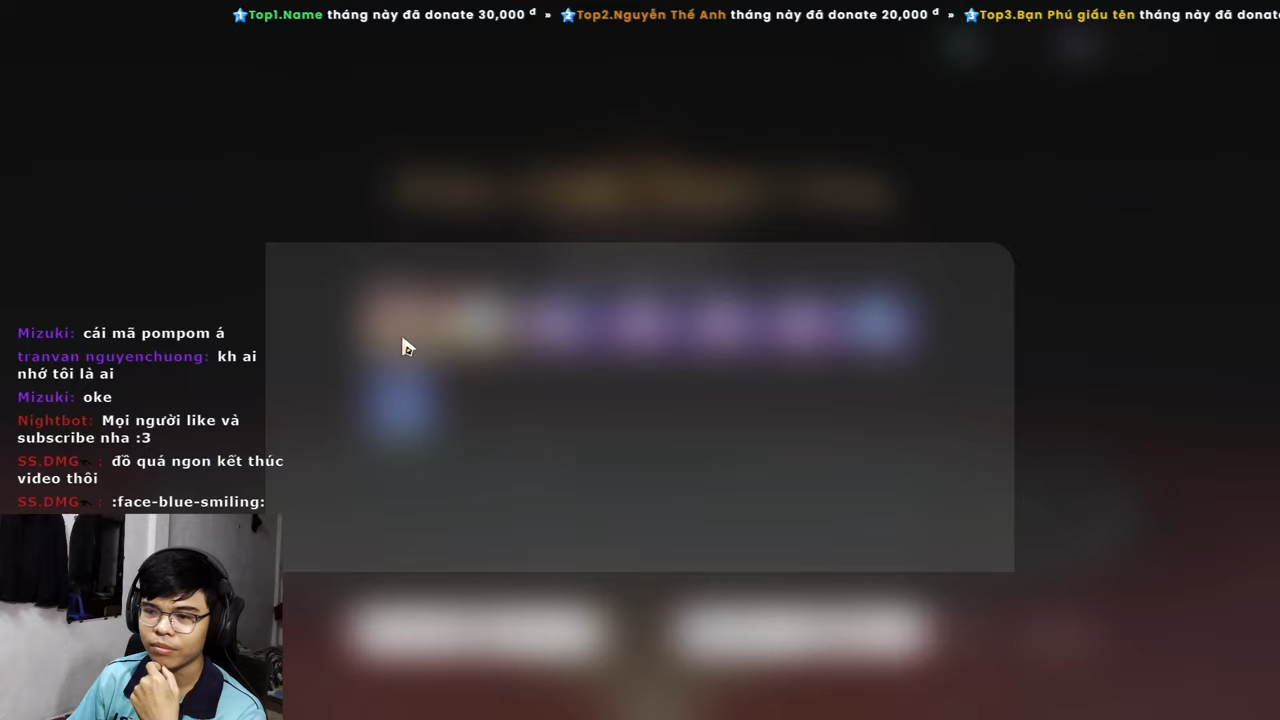 Top1.Name tháng này đã donate 30,000 đ » Top2.Nguyễn Thế Anh tháng này đã donate 20,000 đ » Top3.Bạn Phú giấu tên tháng này đã donat
Mizuki: cái mã pompom á
tranvan nguyenchuong: kh ai
nhớ tôi là ai
Mizuki: oke
Nightbot: Mọi người like và
subscribe nha :3
SS.DMG : đồ quá ngon kết thúc
video thôi
SS.DMG : :face-blue-smiling: